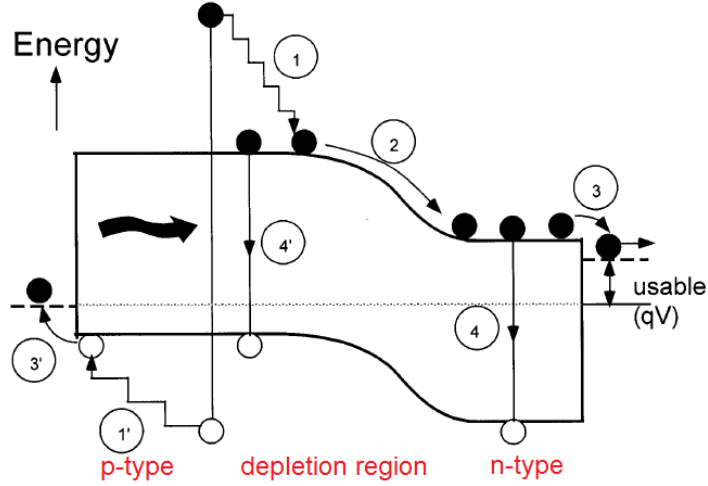 Energy
1
2
3
4'
usable
(qV)
4
3'
1'
p-type depletion region n-type